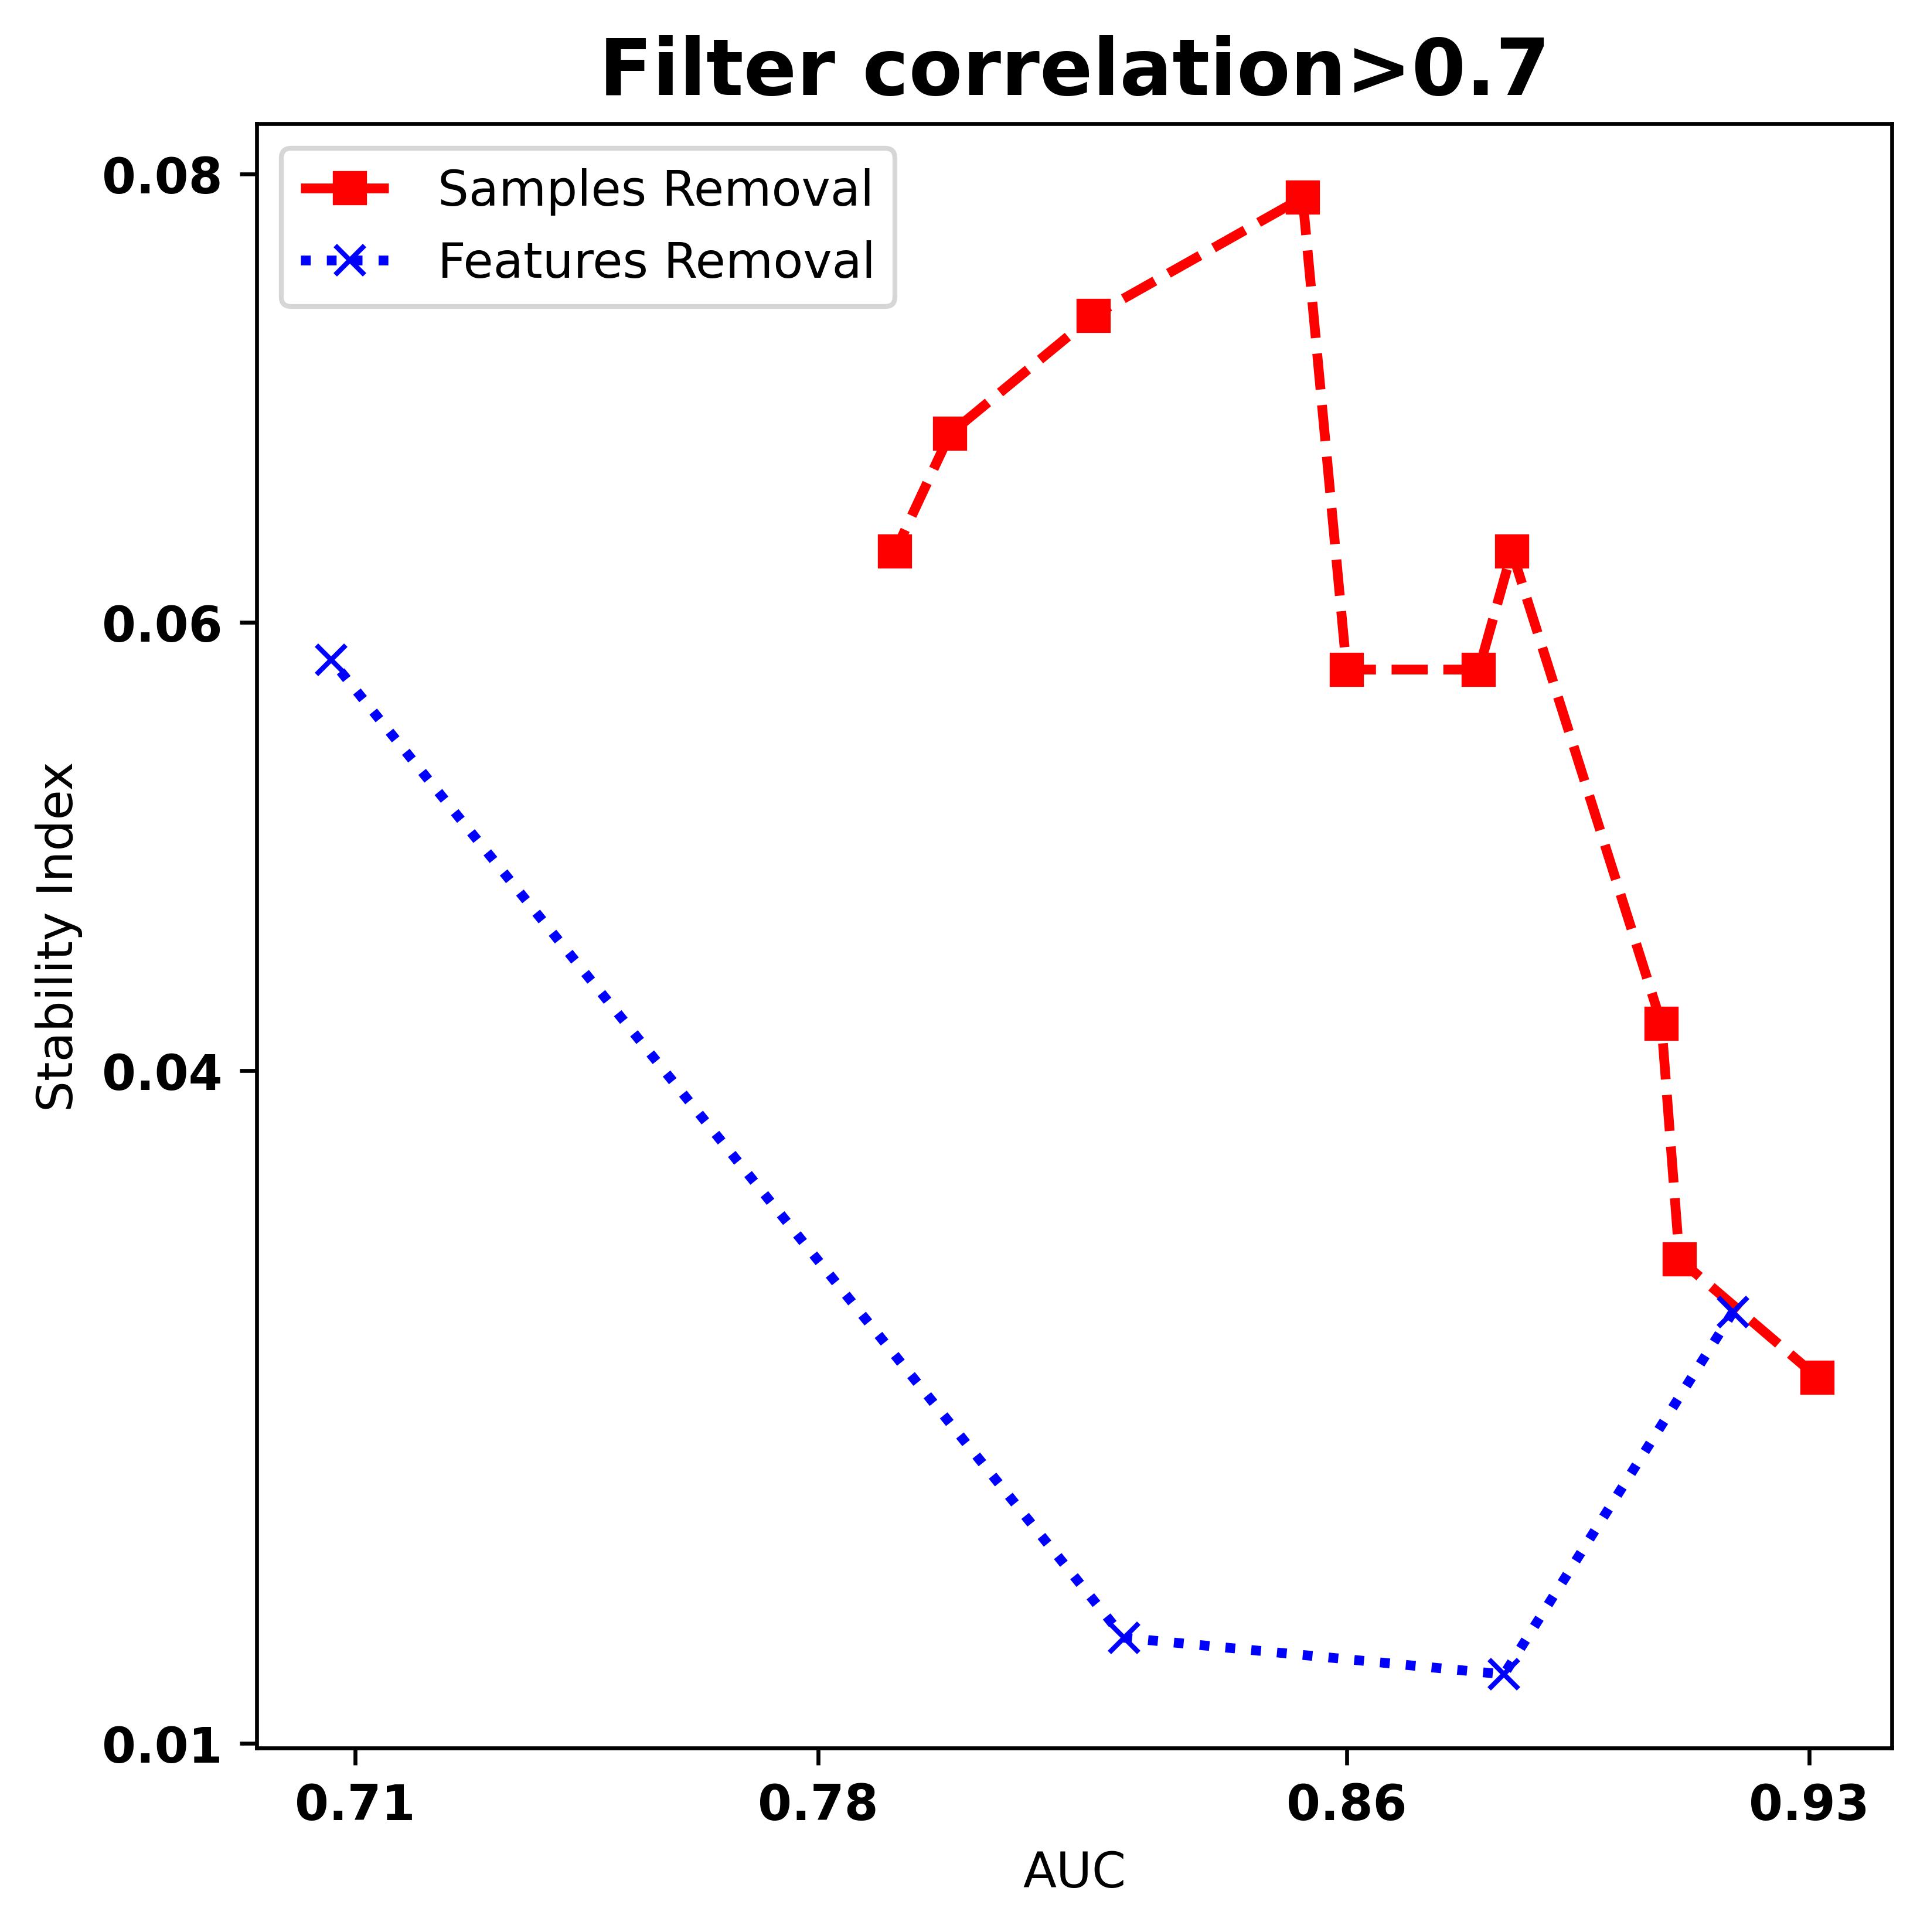 Filter correlation>0.7
Samples Removal
Features Removal
0.08
0.06
0.04
0.01
Stability Index
0.71 0.78 0.86 0.93
AUC